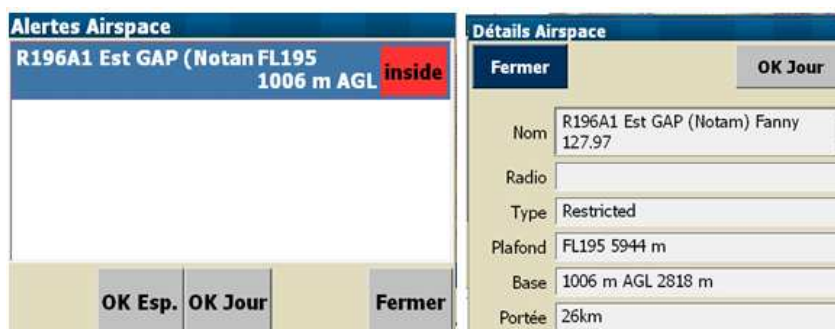 Alertes Airspace
R196A1 Est GAP (Notan FL195
1006 m AGL
inside
OK Esp.
OK Jour
Fermer
Détails Airspace
Fermer
OK Jour
Nom
R196A1 Est GAP (Notam) Fanny
127.97
Radio
Type
Restricted
Plafond
FL195 5944 m
Base
1006 m AGL 2818 m
Portée
26km